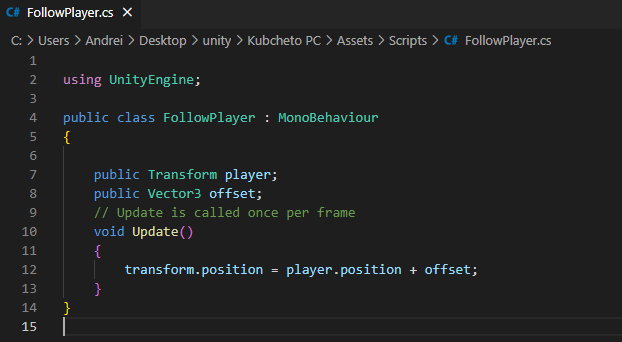 C# FollowPlayer.cs ×
C: > Users > Andrei > Desktop > unity > Kubcheto PC > Assets > Scripts > C# FollowPlayer.cs
1
2 using UnityEngine;
3
4 public class FollowPlayer : MonoBehaviour
5 {
6
7     public Transform player;
8     public Vector3 offset;
9     // Update is called once per frame
10     void Update()
11     {
12         transform.position = player.position + offset;
13     }
14 }
15